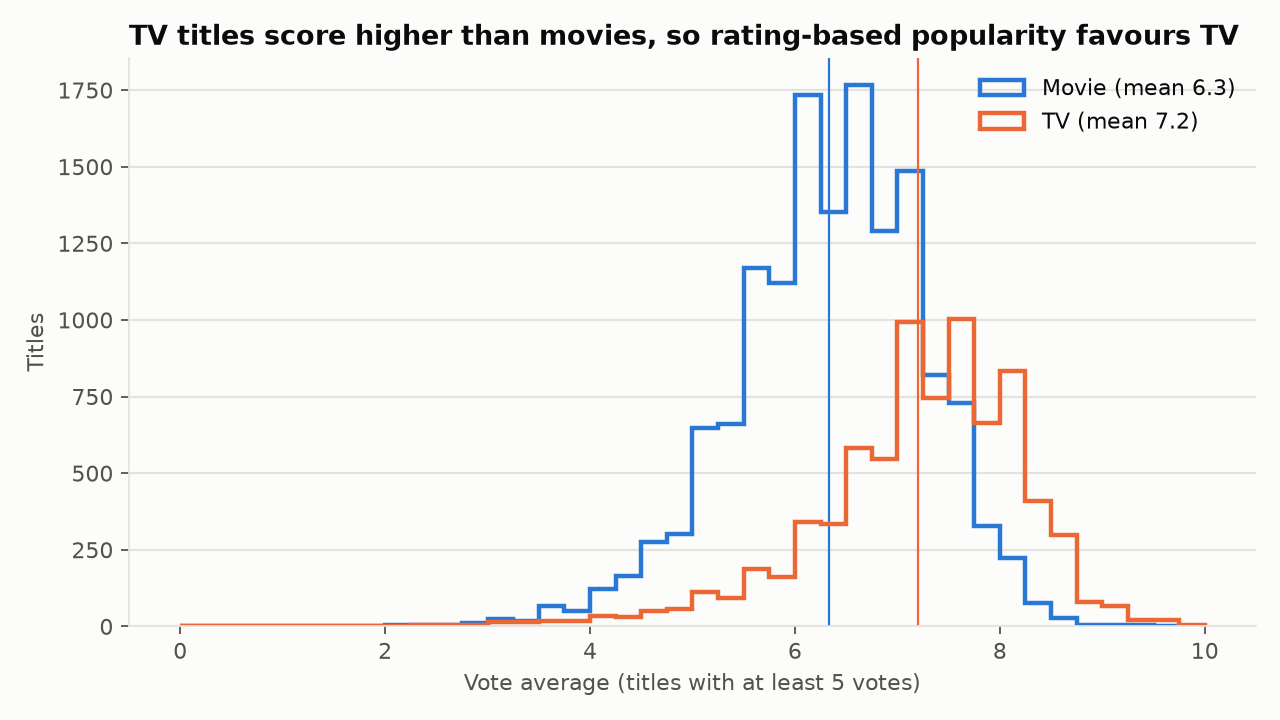 TV titles score higher than movies, so rating-based popularity favours TV
Movie (mean 6.3)
TV (mean 7.2)
Titles
1750
1500
1250
1000
750
500
250
0
0 2 4 6 8 10
Vote average (titles with at least 5 votes)